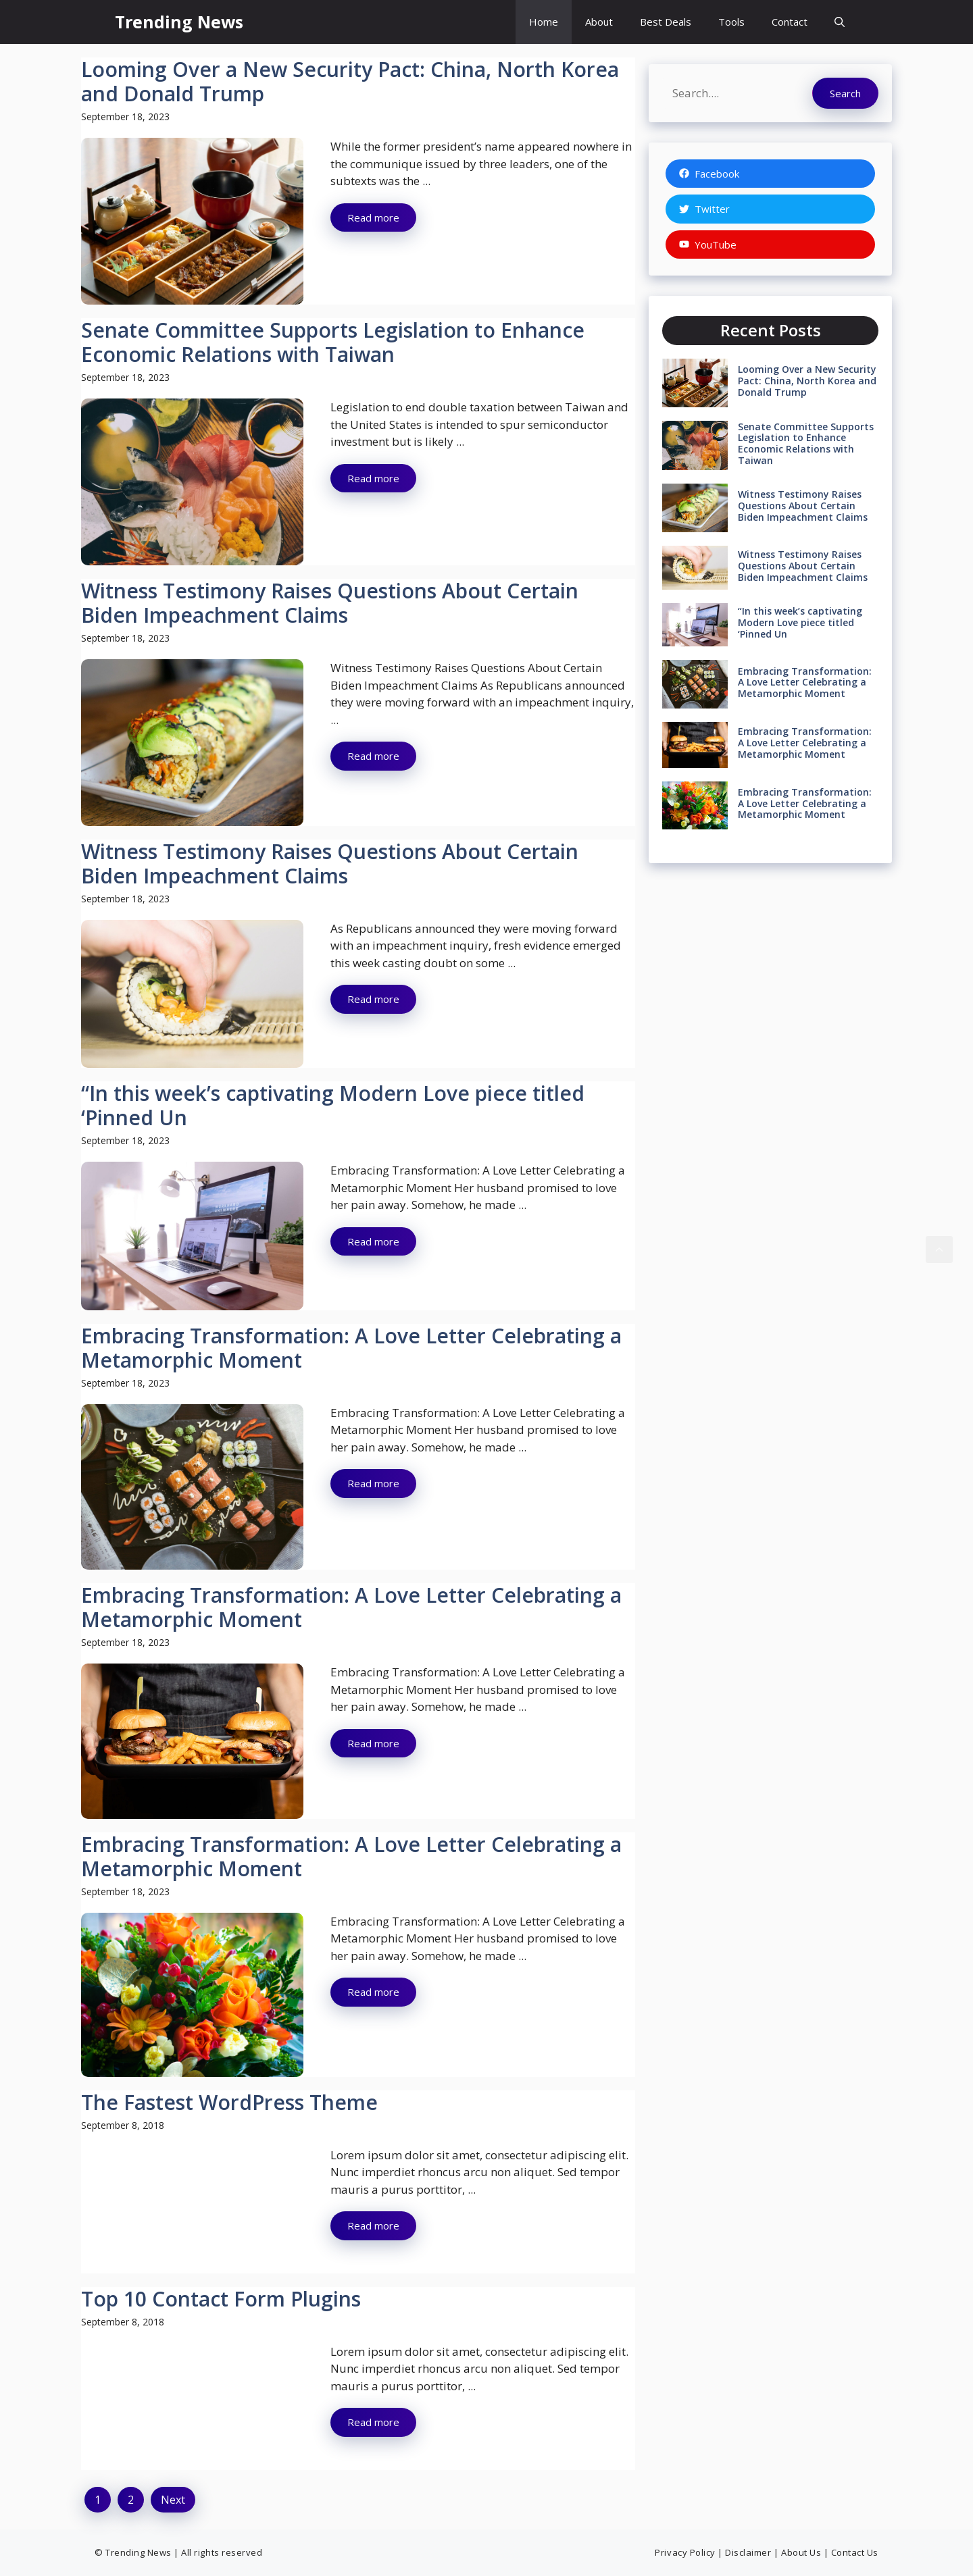 Trending News
Home
About
Best Deals
Tools
Contact
Looming Over a New Security Pact: China, North Korea
and Donald Trump
September 18, 2023
While the former president’s name appeared nowhere in
the communique issued by three leaders, one of the
subtexts was the ...
Read more
Senate Committee Supports Legislation to Enhance
Economic Relations with Taiwan
September 18, 2023
Legislation to end double taxation between Taiwan and
the United States is intended to spur semiconductor
investment but is likely ...
Read more
Witness Testimony Raises Questions About Certain
Biden Impeachment Claims
September 18, 2023
Witness Testimony Raises Questions About Certain
Biden Impeachment Claims As Republicans announced
they were moving forward with an impeachment inquiry,
...
Read more
Witness Testimony Raises Questions About Certain
Biden Impeachment Claims
September 18, 2023
As Republicans announced they were moving forward
with an impeachment inquiry, fresh evidence emerged
this week casting doubt on some ...
Read more
“In this week’s captivating Modern Love piece titled
‘Pinned Un
September 18, 2023
Embracing Transformation: A Love Letter Celebrating a
Metamorphic Moment Her husband promised to love
her pain away. Somehow, he made ...
Read more
Embracing Transformation: A Love Letter Celebrating a
Metamorphic Moment
September 18, 2023
Embracing Transformation: A Love Letter Celebrating a
Metamorphic Moment Her husband promised to love
her pain away. Somehow, he made ...
Read more
Embracing Transformation: A Love Letter Celebrating a
Metamorphic Moment
September 18, 2023
Embracing Transformation: A Love Letter Celebrating a
Metamorphic Moment Her husband promised to love
her pain away. Somehow, he made ...
Read more
Embracing Transformation: A Love Letter Celebrating a
Metamorphic Moment
September 18, 2023
Embracing Transformation: A Love Letter Celebrating a
Metamorphic Moment Her husband promised to love
her pain away. Somehow, he made ...
Read more
The Fastest WordPress Theme
September 8, 2018
Lorem ipsum dolor sit amet, consectetur adipiscing elit.
Nunc imperdiet rhoncus arcu non aliquet. Sed tempor
mauris a purus porttitor, ...
Read more
Top 10 Contact Form Plugins
September 8, 2018
Lorem ipsum dolor sit amet, consectetur adipiscing elit.
Nunc imperdiet rhoncus arcu non aliquet. Sed tempor
mauris a purus porttitor, ...
Read more
1
2
Next
Search....
Search
Facebook
Twitter
YouTube
Recent Posts
Looming Over a New Security
Pact: China, North Korea and
Donald Trump
Senate Committee Supports
Legislation to Enhance
Economic Relations with
Taiwan
Witness Testimony Raises
Questions About Certain
Biden Impeachment Claims
Witness Testimony Raises
Questions About Certain
Biden Impeachment Claims
“In this week’s captivating
Modern Love piece titled
‘Pinned Un
Embracing Transformation:
A Love Letter Celebrating a
Metamorphic Moment
Embracing Transformation:
A Love Letter Celebrating a
Metamorphic Moment
Embracing Transformation:
A Love Letter Celebrating a
Metamorphic Moment
© Trending News | All rights reserved
Privacy Policy | Disclaimer | About Us | Contact Us